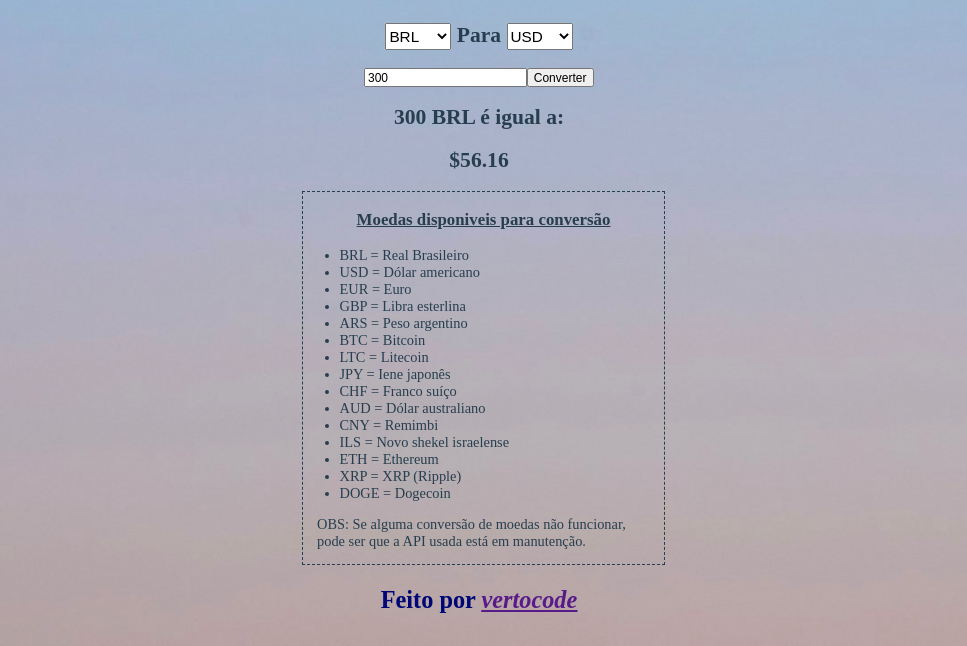 BRL Para USD
300 Converter
300 BRL é igual a:
$56.16
Moedas disponiveis para conversão
BRL = Real Brasileiro
USD = Dólar americano
EUR = Euro
GBP = Libra esterlina
ARS = Peso argentino
BTC = Bitcoin
LTC = Litecoin
JPY = Iene japonês
CHF = Franco suíço
AUD = Dólar australiano
CNY = Remimbi
ILS = Novo shekel israelense
ETH = Ethereum
XRP = XRP (Ripple)
DOGE = Dogecoin
OBS: Se alguma conversão de moedas não funcionar,
pode ser que a API usada está em manutenção.
Feito por vertocode